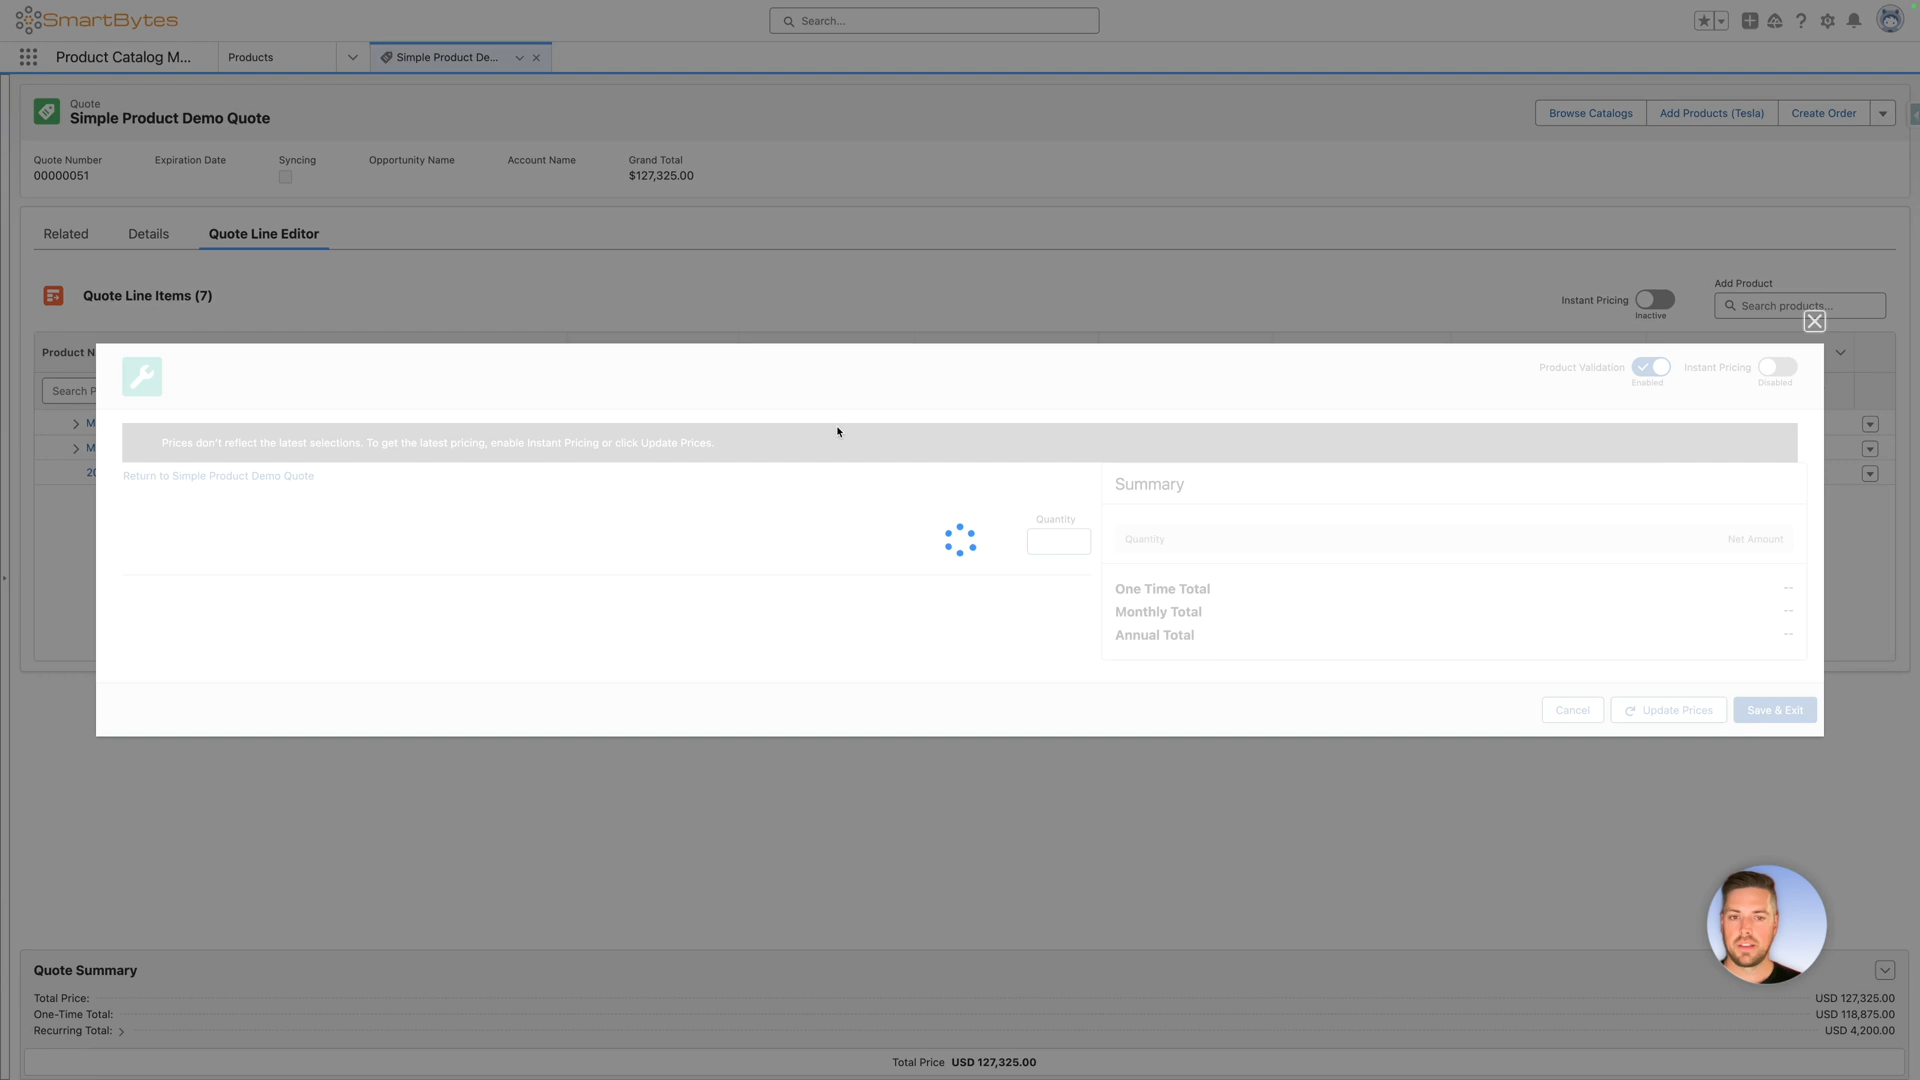 SmartBytes
Search...
Product Catalog M...
Products
Simple Product De...
Quote
Simple Product Demo Quote
Browse Catalogs
Add Products (Tesla)
Create Order
Quote Number
Expiration Date
Syncing
Opportunity Name
Account Name
Grand Total
00000051
$127,325.00
Related
Details
Quote Line Editor
Quote Line Items (7)
Instant Pricing
Inactive
Add Product
Search products...
Product N
Search P
M
M
20
Product Validation
Enabled
Instant Pricing
Disabled
Prices don't reflect the latest selections. To get the latest pricing, enable Instant Pricing or click Update Prices.
Return to Simple Product Demo Quote
Quantity
Summary
Quantity
Net Amount
One Time Total --
Monthly Total --
Annual Total --
Cancel
Update Prices
Save & Exit
Quote Summary
Total Price: USD 127,325.00
One-Time Total: USD 118,875.00
Recurring Total: USD 4,200.00
Total Price USD 127,325.00